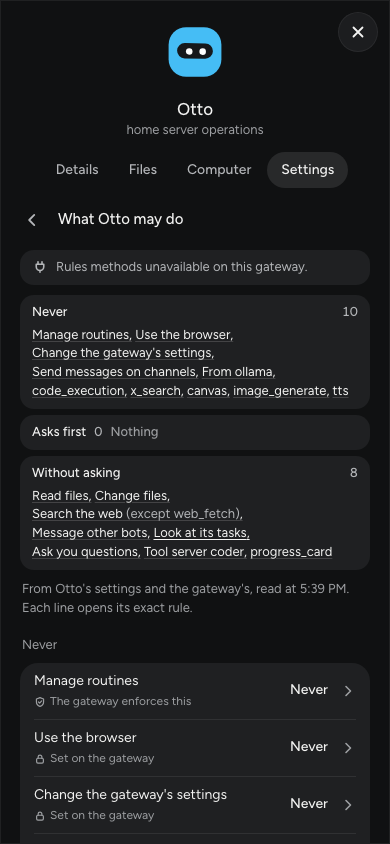 Otto
home server operations
Details Files Computer Settings
What Otto may do
Rules methods unavailable on this gateway.
Never 10
Manage routines, Use the browser,
Change the gateway's settings,
Send messages on channels, From ollama,
code_execution, x_search, canvas, image_generate, tts
Asks first 0 Nothing
Without asking 8
Read files, Change files,
Search the web (except web_fetch),
Message other bots, Look at its tasks,
Ask you questions, Tool server coder, progress_card
From Otto's settings and the gateway's, read at 5:39 PM.
Each line opens its exact rule.
Never
Manage routines
The gateway enforces this
Never
Use the browser
Set on the gateway
Never
Change the gateway's settings
Set on the gateway
Never